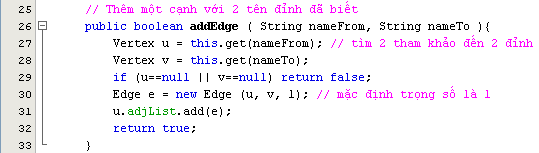 25 // Thêm một cạnh với 2 tên đỉnh đã biết
26 public boolean addEdge ( String nameFrom, String nameTo ){
27 Vertex u = this.get(nameFrom); // tìm 2 tham khảo đến 2 đỉnh
28 Vertex v = this.get(nameTo);
29 if (u==null || v==null) return false;
30 Edge e = new Edge (u, v, 1); // mặc định trọng số là 1
31 u.adjList.add(e);
32 return true;
33 }